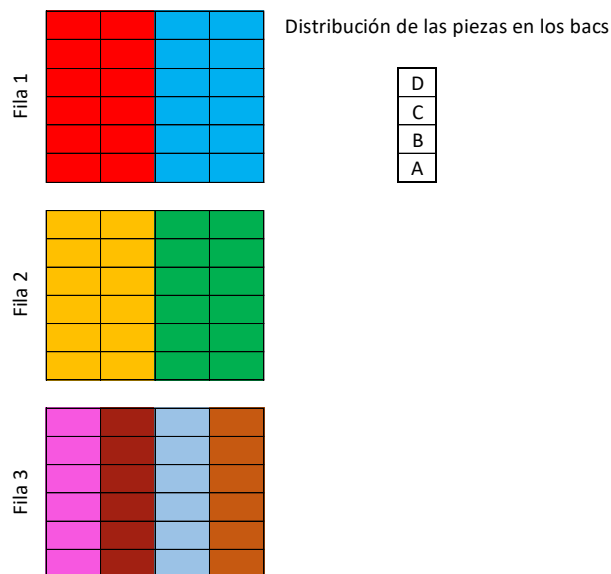 Distribución de las piezas en los bacs
Fila 1
D
C
B
A
Fila 2
Fila 3